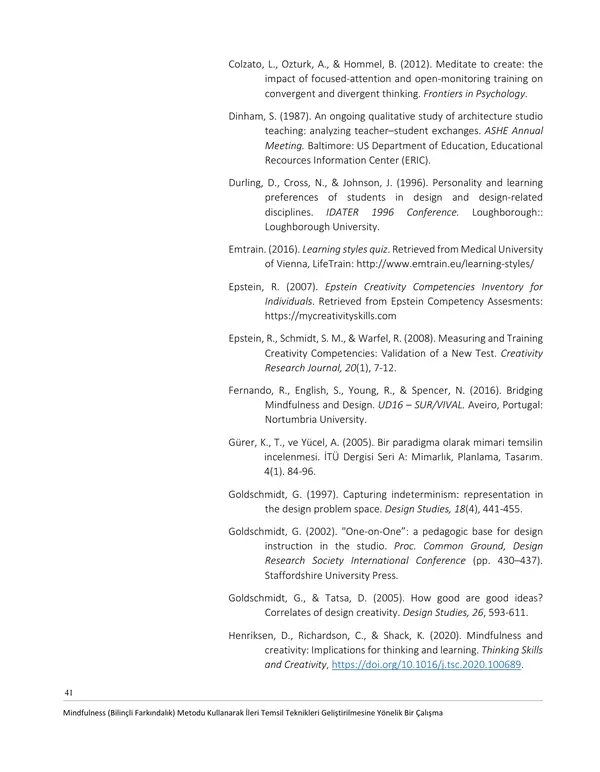 Colzato, L., Ozturk, A., & Hommel, B. (2012). Meditate to create: the
impact of focused-attention and open-monitoring training on
convergent and divergent thinking. Frontiers in Psychology.
Dinham, S. (1987). An ongoing qualitative study of architecture studio
teaching: analyzing teacher–student exchanges. ASHE Annual
Meeting. Baltimore: US Department of Education, Educational
Recources Information Center (ERIC).
Durling, D., Cross, N., & Johnson, J. (1996). Personality and learning
preferences of students in design and design-related
disciplines. IDATER 1996 Conference. Loughborough::
Loughborough University.
Emtrain. (2016). Learning styles quiz. Retrieved from Medical University
of Vienna, LifeTrain: http://www.emtrain.eu/learning-styles/
Epstein, R. (2007). Epstein Creativity Competencies Inventory for
Individuals. Retrieved from Epstein Competency Assesments:
https://mycreativityskills.com
Epstein, R., Schmidt, S. M., & Warfel, R. (2008). Measuring and Training
Creativity Competencies: Validation of a New Test. Creativity
Research Journal, 20(1), 7-12.
Fernando, R., English, S., Young, R., & Spencer, N. (2016). Bridging
Mindfulness and Design. UD16 – SUR/VIVAL. Aveiro, Portugal:
Nortumbria University.
Gürer, K., T., ve Yücel, A. (2005). Bir paradigma olarak mimari temsilin
incelenmesi. İTÜ Dergisi Seri A: Mimarlık, Planlama, Tasarım.
4(1). 84-96.
Goldschmidt, G. (1997). Capturing indeterminism: representation in
the design problem space. Design Studies, 18(4), 441-455.
Goldschmidt, G. (2002). “One-on-One”: a pedagogic base for design
instruction in the studio. Proc. Common Ground, Design
Research Society International Conference (pp. 430–437).
Staffordshire University Press.
Goldschmidt, G., & Tatsa, D. (2005). How good are good ideas?
Correlates of design creativity. Design Studies, 26, 593-611.
Henriksen, D., Richardson, C., & Shack, K. (2020). Mindfulness and
creativity: Implications for thinking and learning. Thinking Skills
and Creativity, https://doi.org/10.1016/j.tsc.2020.100689.
41
Mindfulness (Bilinçli Farkındalık) Metodu Kullanarak İleri Temsil Teknikleri Geliştirilmesine Yönelik Bir Çalışma